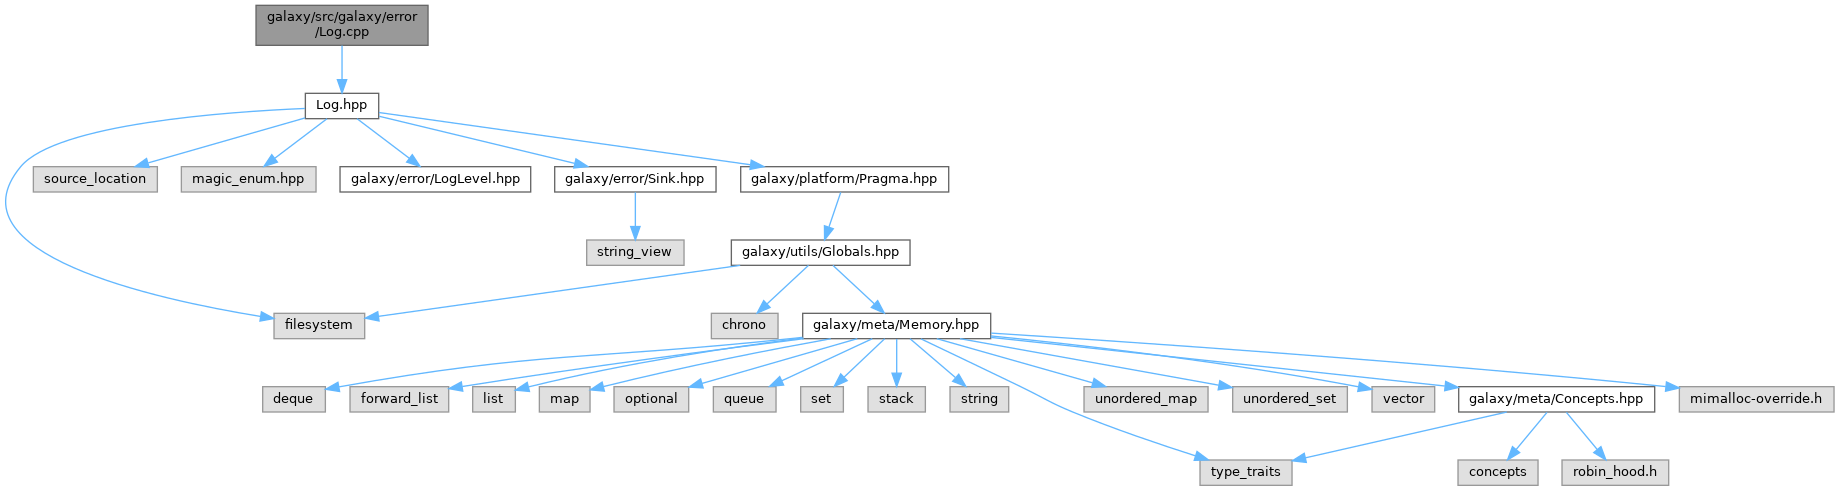 galaxy/src/galaxy/error
/Log.cpp
Log.hpp
source_location
magic_enum.hpp
galaxy/error/LogLevel.hpp
galaxy/error/Sink.hpp
galaxy/platform/Pragma.hpp
string_view
galaxy/utils/Globals.hpp
filesystem
chrono
galaxy/meta/Memory.hpp
deque
forward_list
list
map
optional
queue
set
stack
string
unordered_map
unordered_set
vector
galaxy/meta/Concepts.hpp
mimalloc-override.h
type_traits
concepts
robin_hood.h